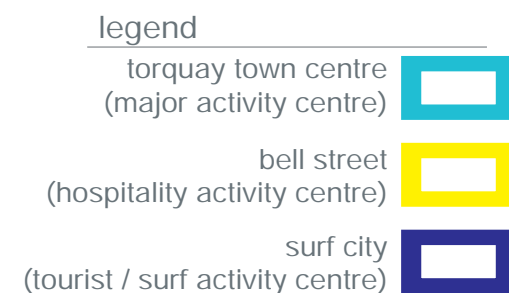 legend
torquay town centre
(major activity centre)
bell street
(hospitality activity centre)
surf city
(tourist / surf activity centre)